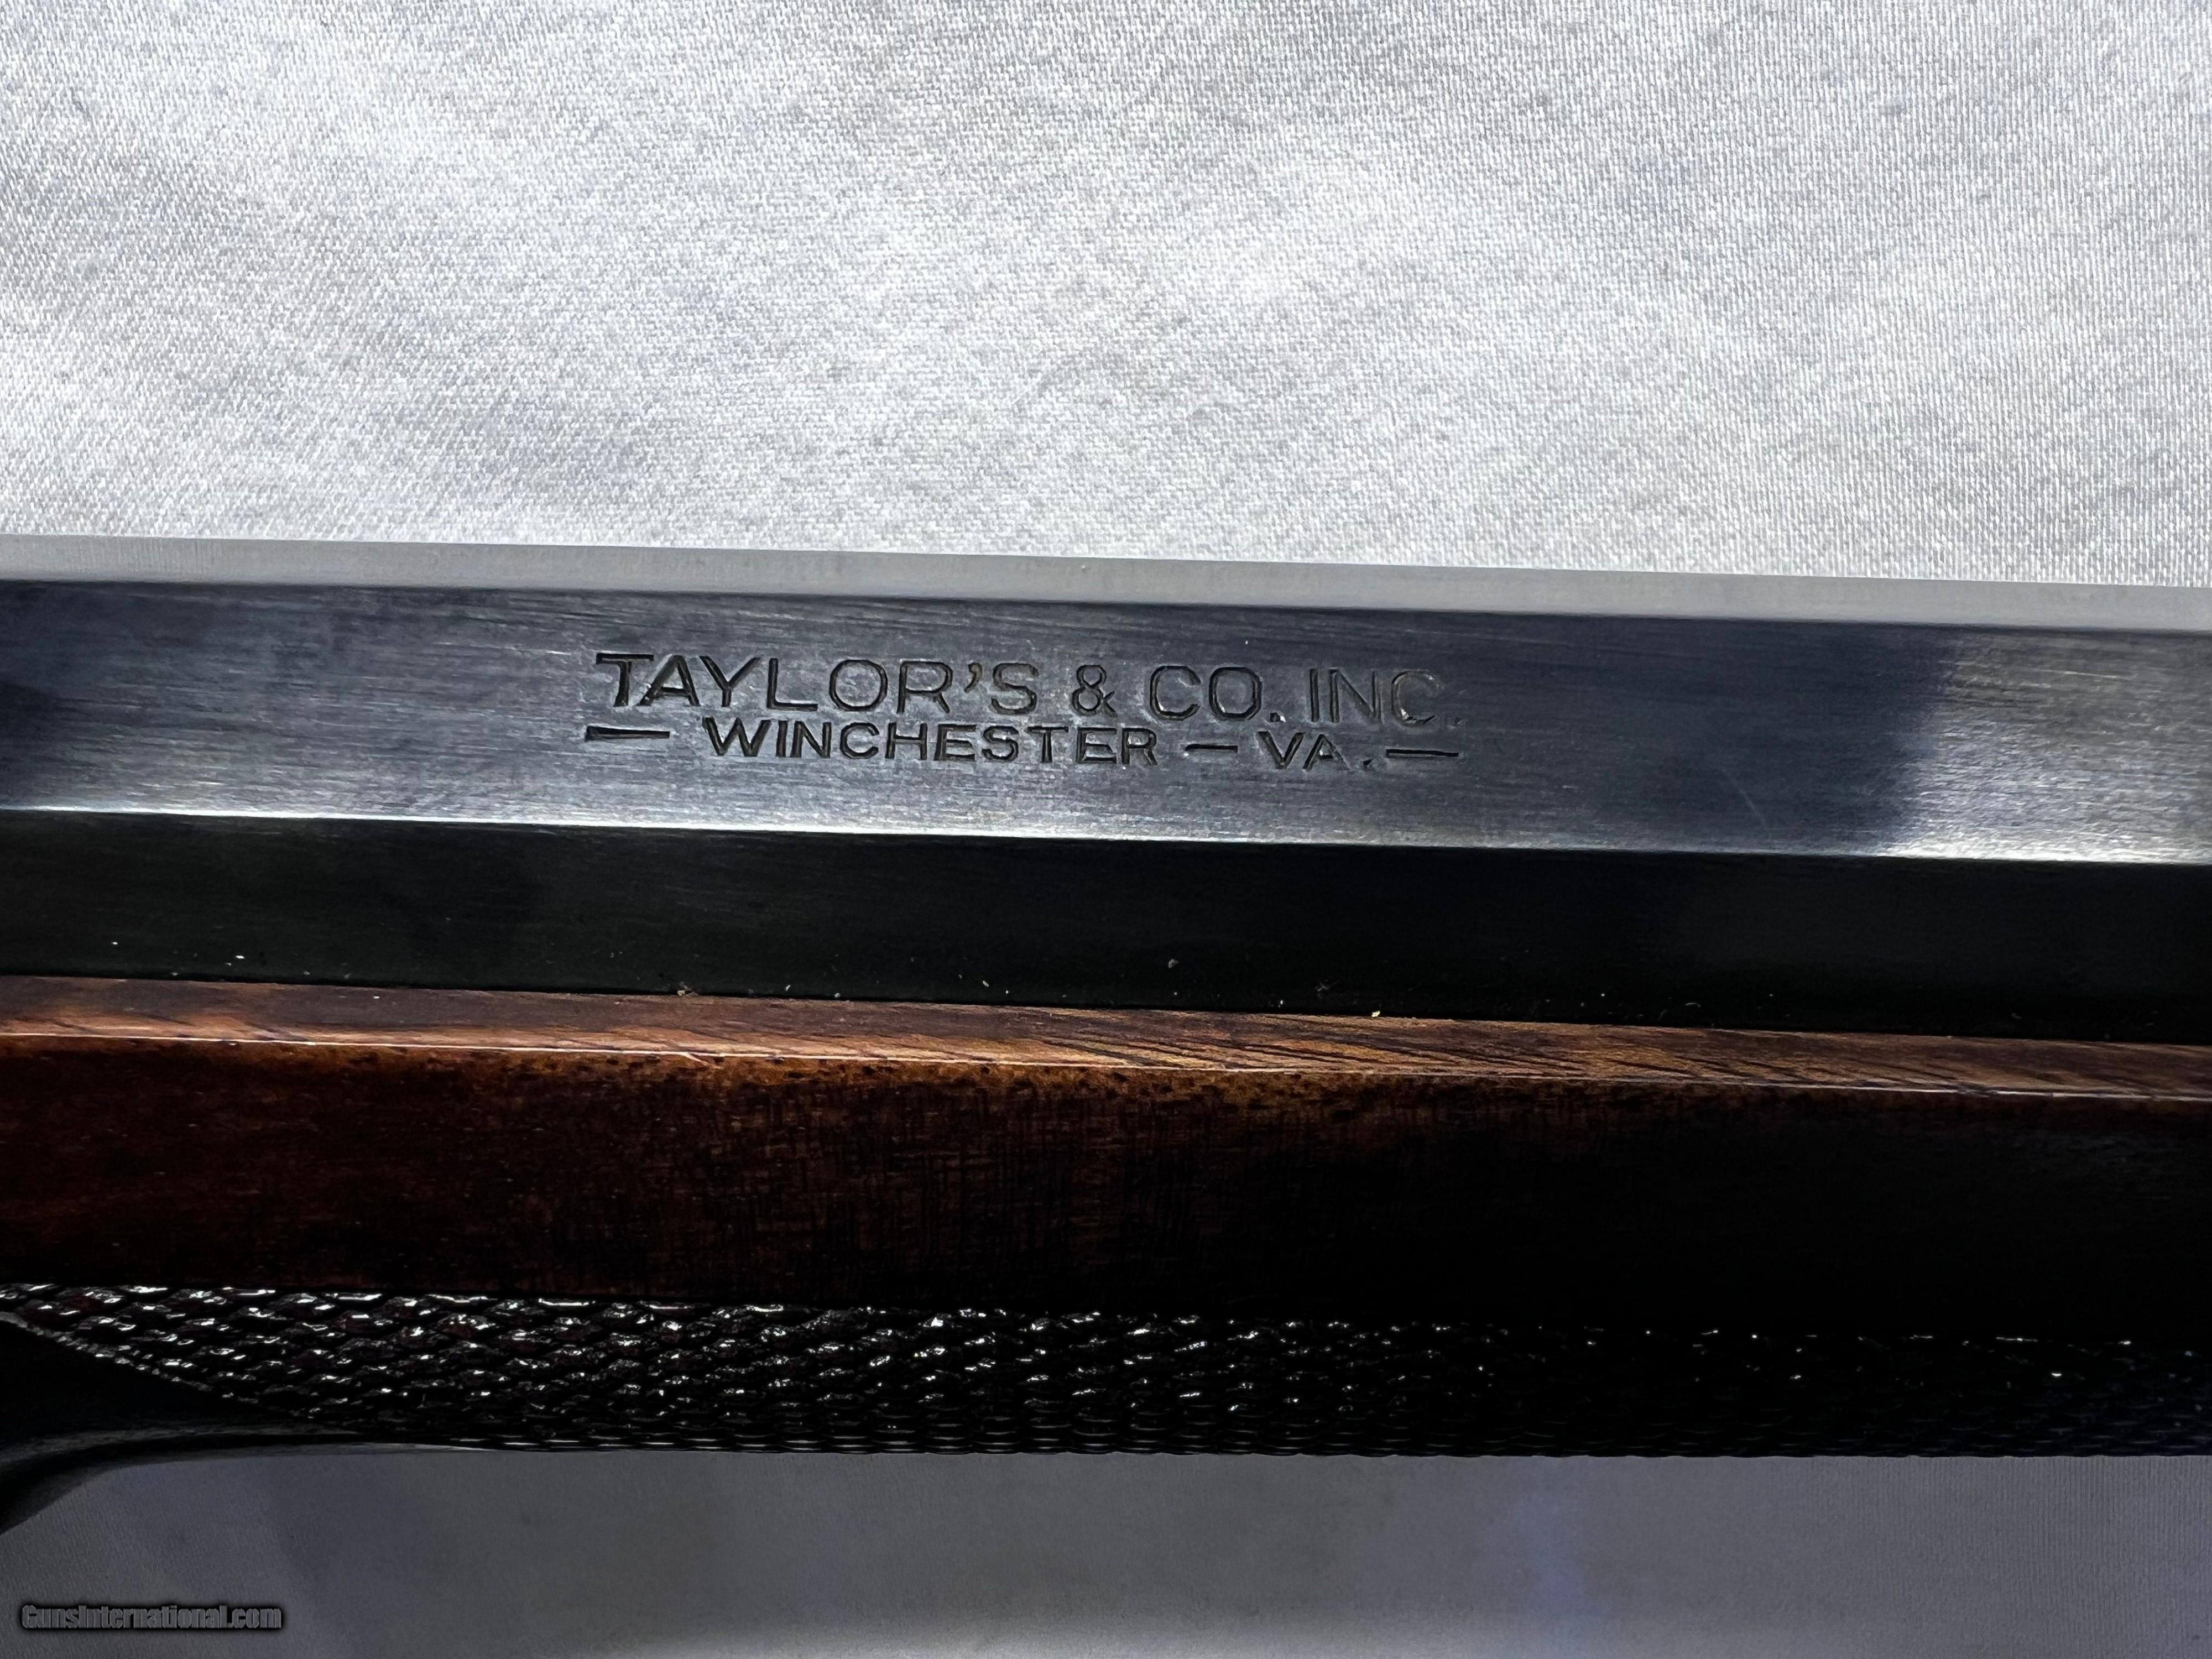 TAYLOR'S & CO. INC.
— WINCHESTER — VA. —
GunsInternational.com